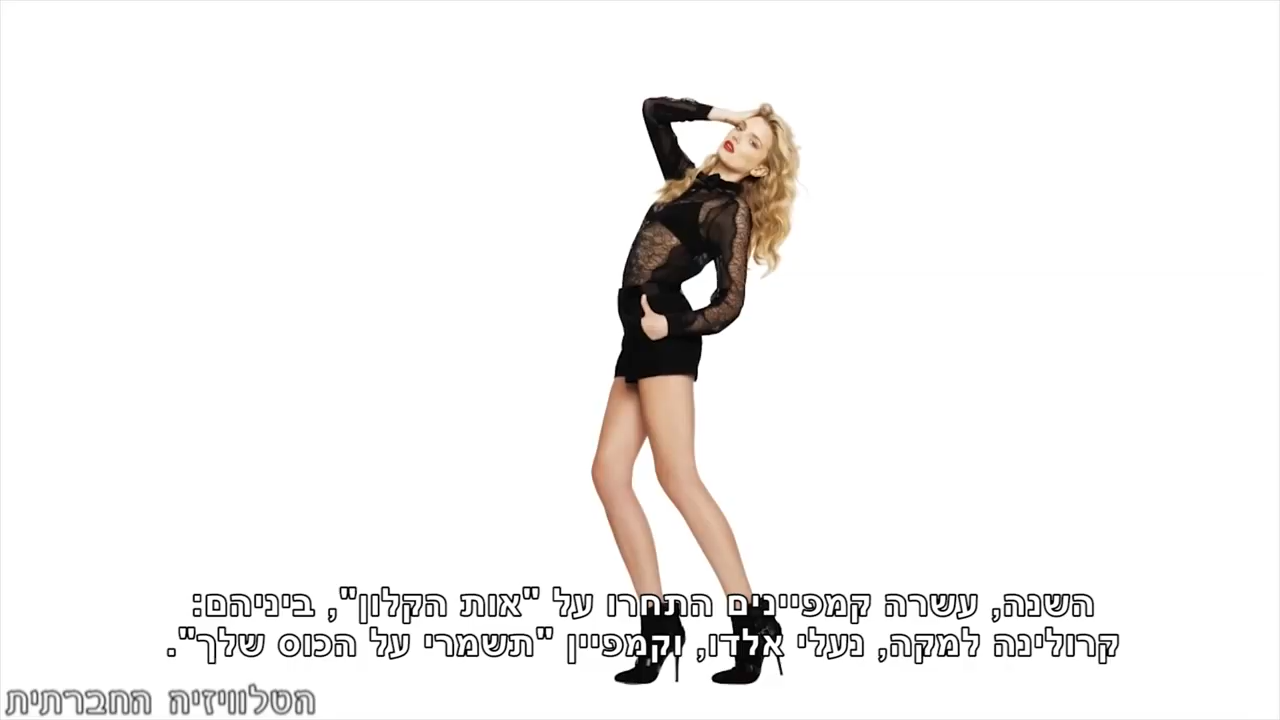 השנה, עשרה קמפיינים התחרו על "אות הקלון", ביניהם:
קרולינה למקה, נעלי אלדו, וקמפיין "תשמרי על הכוס שלך".
הטלוויזיה החברתית